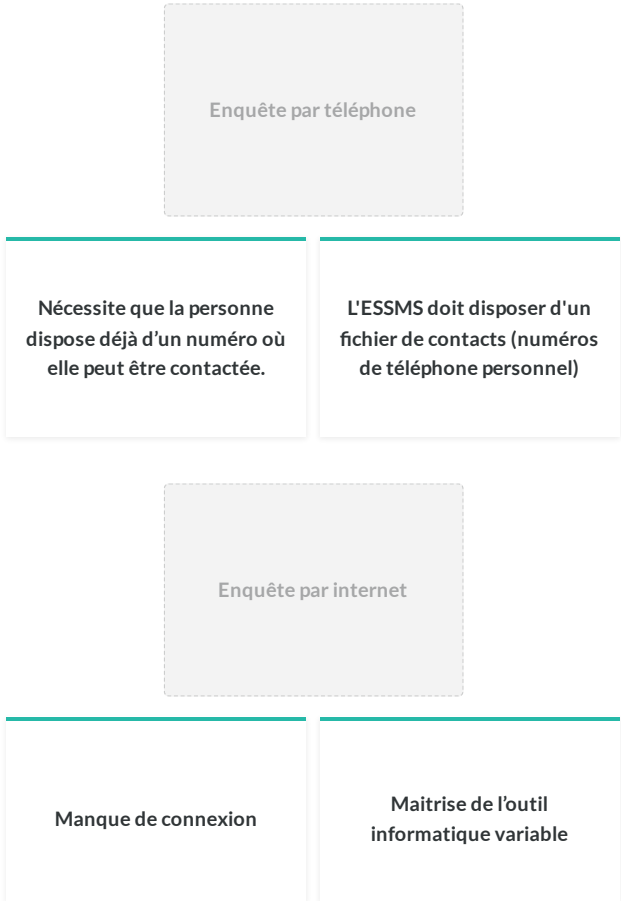 Enquête par téléphone
Nécessite que la personne
dispose déjà d’un numéro où
elle peut être contactée.
L'ESSMS doit disposer d'un
fichier de contacts (numéros
de téléphone personnel)
Enquête par internet
Manque de connexion
Maitrise de l’outil
informatique variable